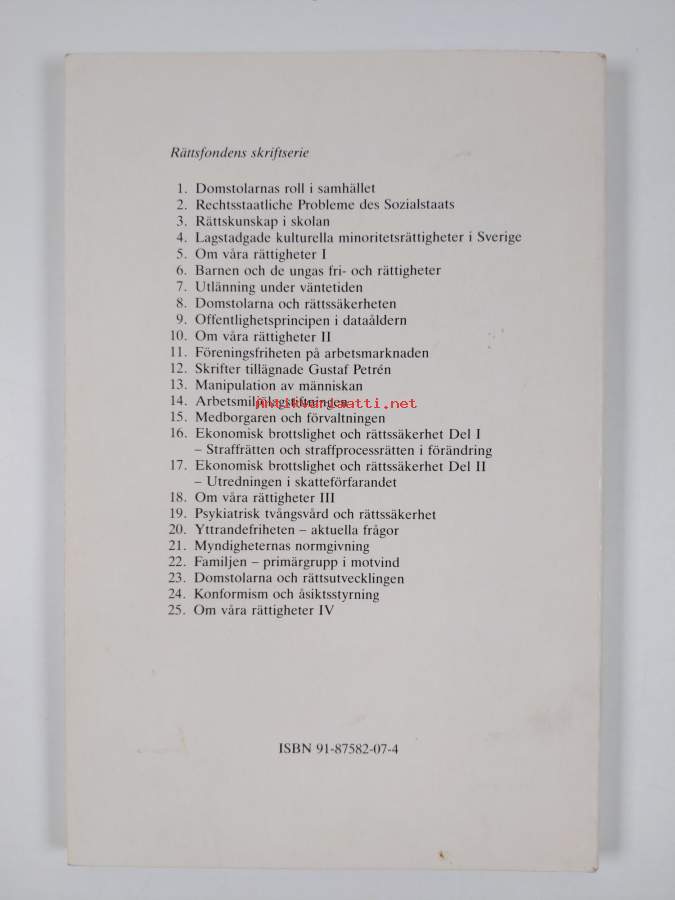 Rättsfondens skriftserie
1. Domstolarnas roll i samhället
2. Rechtsstaatliche Probleme des Sozialstaats
3. Rättskunskap i skolan
4. Lagstadgade kulturella minoritetsrättigheter i Sverige
5. Om våra rättigheter I
6. Barnen och de ungas fri- och rättigheter
7. Utlänning under väntetiden
8. Domstolarna och rättssäkerheten
9. Offentlighetsprincipen i dataåldern
10. Om våra rättigheter II
11. Föreningsfriheten på arbetsmarknaden
12. Skrifter tillägnade Gustaf Petrén
13. Manipulation av människan
14. Arbetsmiljölagstiftningen
antikvariaatti.net
15. Medborgaren och förvaltningen
16. Ekonomisk brottslighet och rättssäkerhet Del I
– Straffrätten och straffprocessrätten i förändring
17. Ekonomisk brottslighet och rättssäkerhet Del II
– Utredningen i skatteförfarandet
18. Om våra rättigheter III
19. Psykiatrisk tvångsvård och rättssäkerhet
20. Yttrandefriheten – aktuella frågor
21. Myndigheternas normgivning
22. Familjen – primärgrupp i motvind
23. Domstolarna och rättsutvecklingen
24. Konformism och åsiktsstyrning
25. Om våra rättigheter IV
ISBN 91-87582-07-4